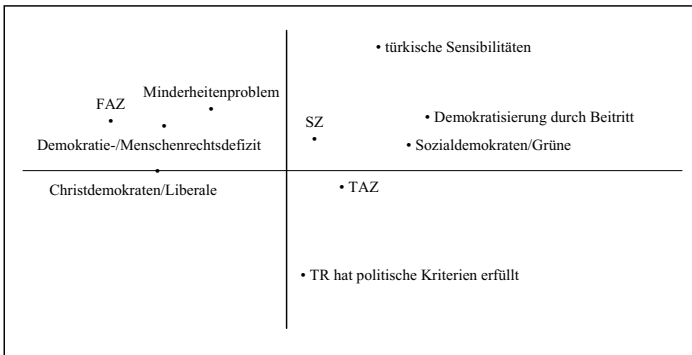 • türkische Sensibilitäten
Minderheitenproblem
FAZ
SZ
• Demokratisierung durch Beitritt
Demokratie-/Menschenrechtsdefizit
• Sozialdemokraten/Grüne
Christdemokraten/Liberale
• TAZ
• TR hat politische Kriterien erfüllt